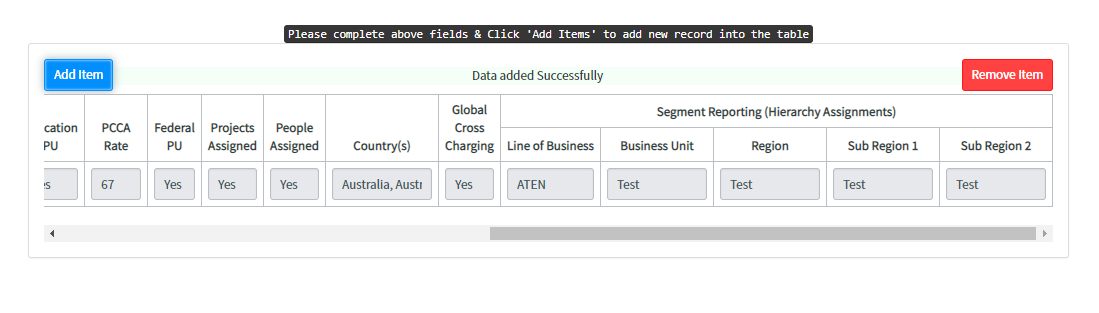 Please complete above fields & Click 'Add Items' to add new record into the table
Add Item
Data added Successfully
Remove Item
cation PU
PCCA Rate
Federal PU
Projects Assigned
People Assigned
Country(s)
Global Cross Charging
Segment Reporting (Hierarchy Assignments)
Line of Business
Business Unit
Region
Sub Region 1
Sub Region 2
es
67
Yes
Yes
Yes
Australia, Austr
Yes
ATEN
Test
Test
Test
Test